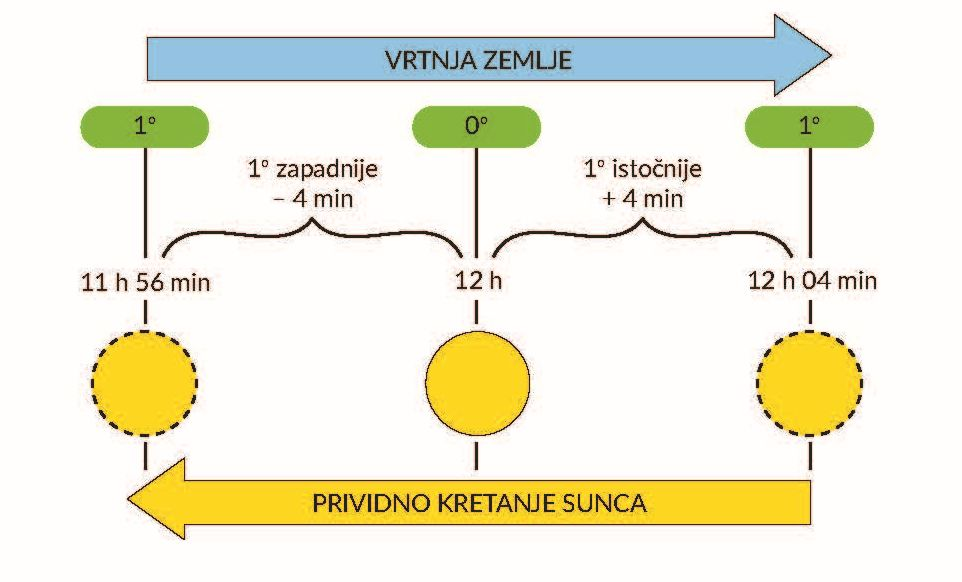 VRTNJA ZEMLJE
1° 0° 1°
1° zapadnije
– 4 min
1° istočnije
+ 4 min
11 h 56 min 12 h 12 h 04 min
PRIVIDNO KRETANJE SUNCA